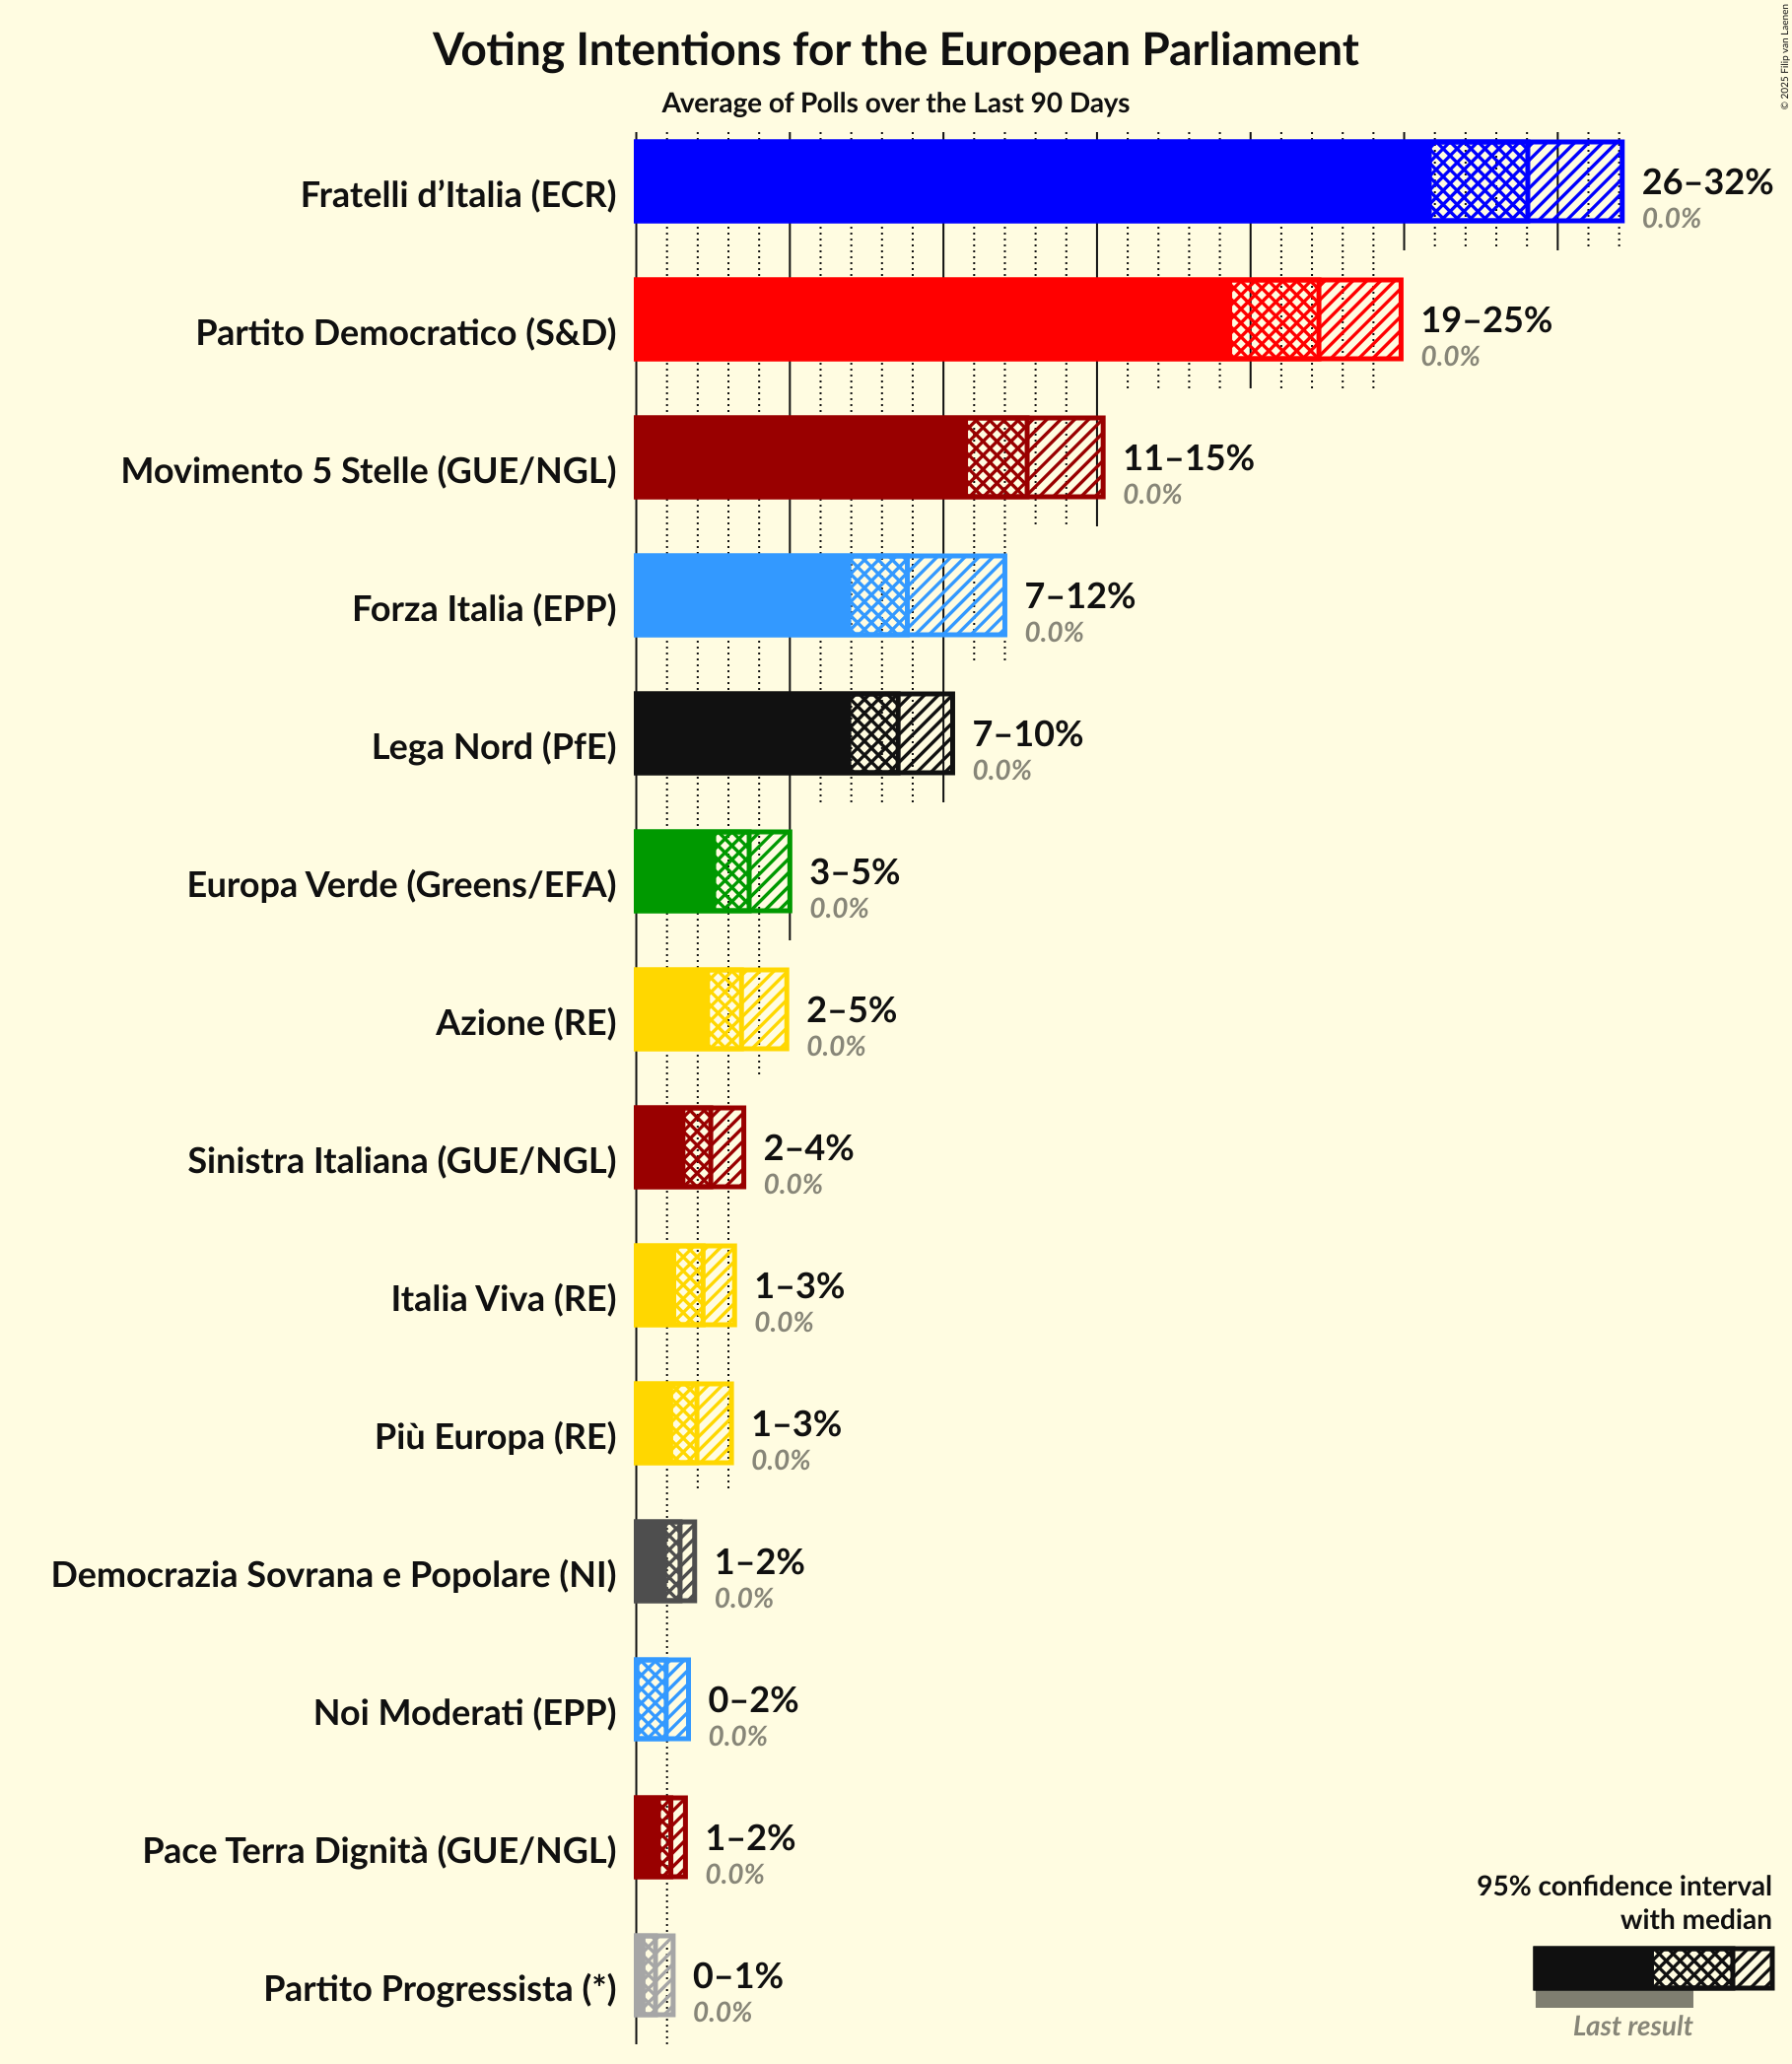 Voting Intentions for the European Parliament
Average of Polls over the Last 90 Days
© 2025 Filip van Laenen
Fratelli d’Italia (ECR)
26–32%
0.0%
Partito Democratico (S&D)
19–25%
0.0%
Movimento 5 Stelle (GUE/NGL)
11–15%
0.0%
Forza Italia (EPP)
7–12%
0.0%
Lega Nord (PfE)
7–10%
0.0%
Europa Verde (Greens/EFA)
3–5%
0.0%
Azione (RE)
2–5%
0.0%
Sinistra Italiana (GUE/NGL)
2–4%
0.0%
Italia Viva (RE)
1–3%
0.0%
Più Europa (RE)
1–3%
0.0%
Democrazia Sovrana e Popolare (NI)
1–2%
0.0%
Noi Moderati (EPP)
0–2%
0.0%
Pace Terra Dignità (GUE/NGL)
1–2%
0.0%
Partito Progressista (*)
0–1%
0.0%
95% confidence interval
with median
Last result